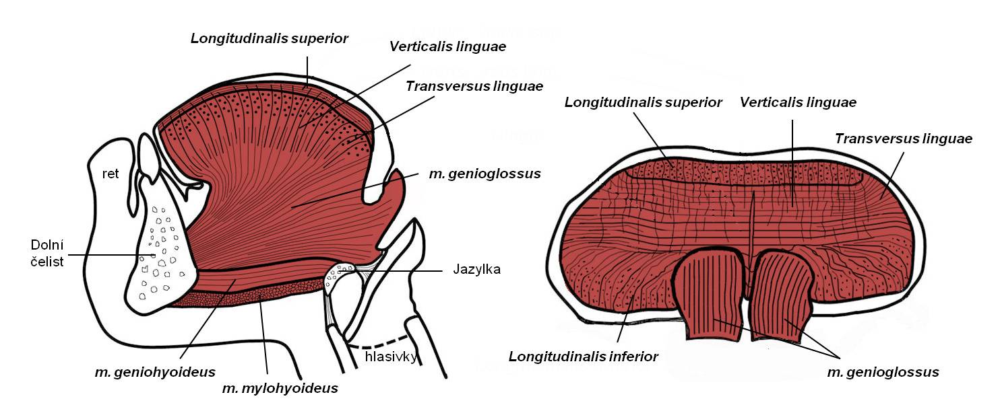 Longitudinalis superior
Verticalis linguae
Transversus linguae
ret
m. genioglossus
Dolní
čelist
Jazylka
hlasivky
m. geniohyoideus
m. mylohyoideus
Longitudinalis superior
Verticalis linguae
Transversus linguae
Longitudinalis inferior
m. genioglossus